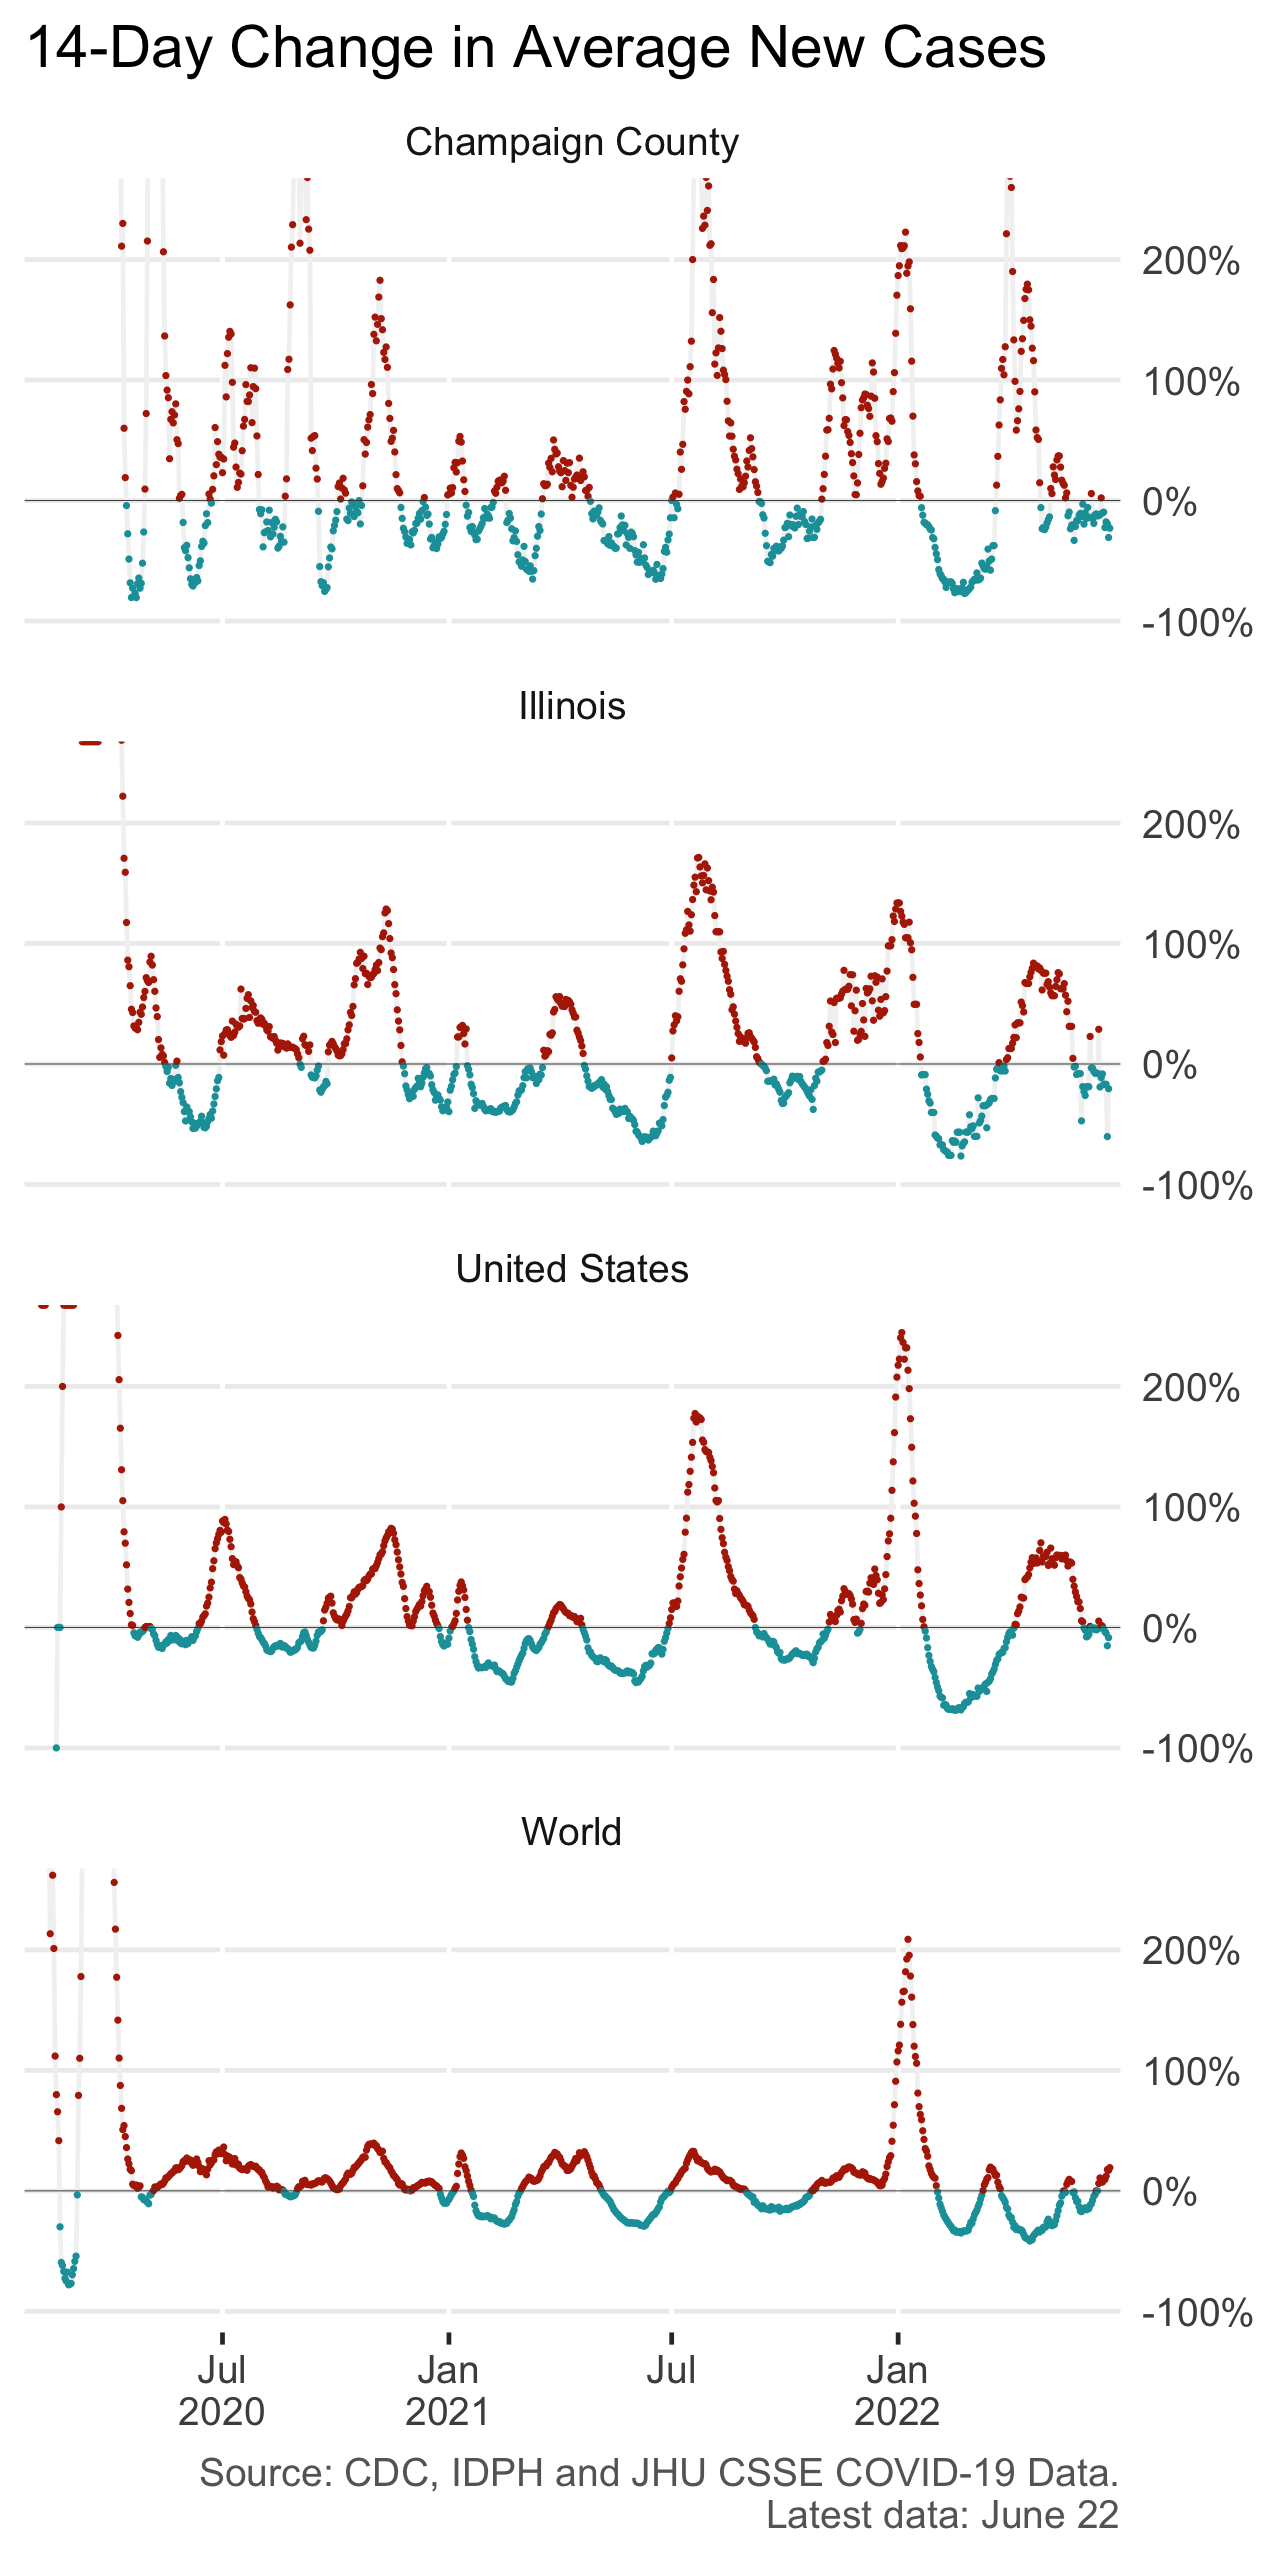 14-Day Change in Average New Cases
Champaign County
200%
100%
0%
-100%
Illinois
200%
100%
0%
-100%
United States
200%
100%
0%
-100%
World
200%
100%
0%
-100%
Jul Jan Jul Jan
2020 2021 2022
Source: CDC, IDPH and JHU CSSE COVID-19 Data.
Latest data: June 22